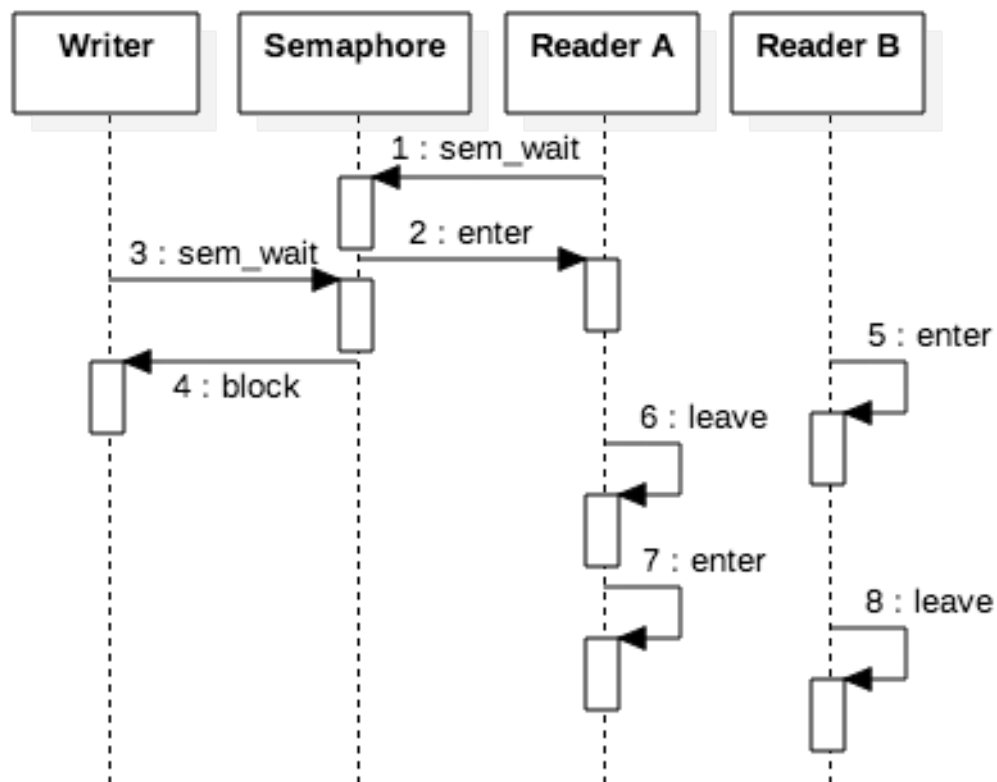 Writer
Semaphore
Reader A
Reader B
1 : sem_wait
2 : enter
3 : sem_wait
5 : enter
4 : block
6 : leave
7 : enter
8 : leave